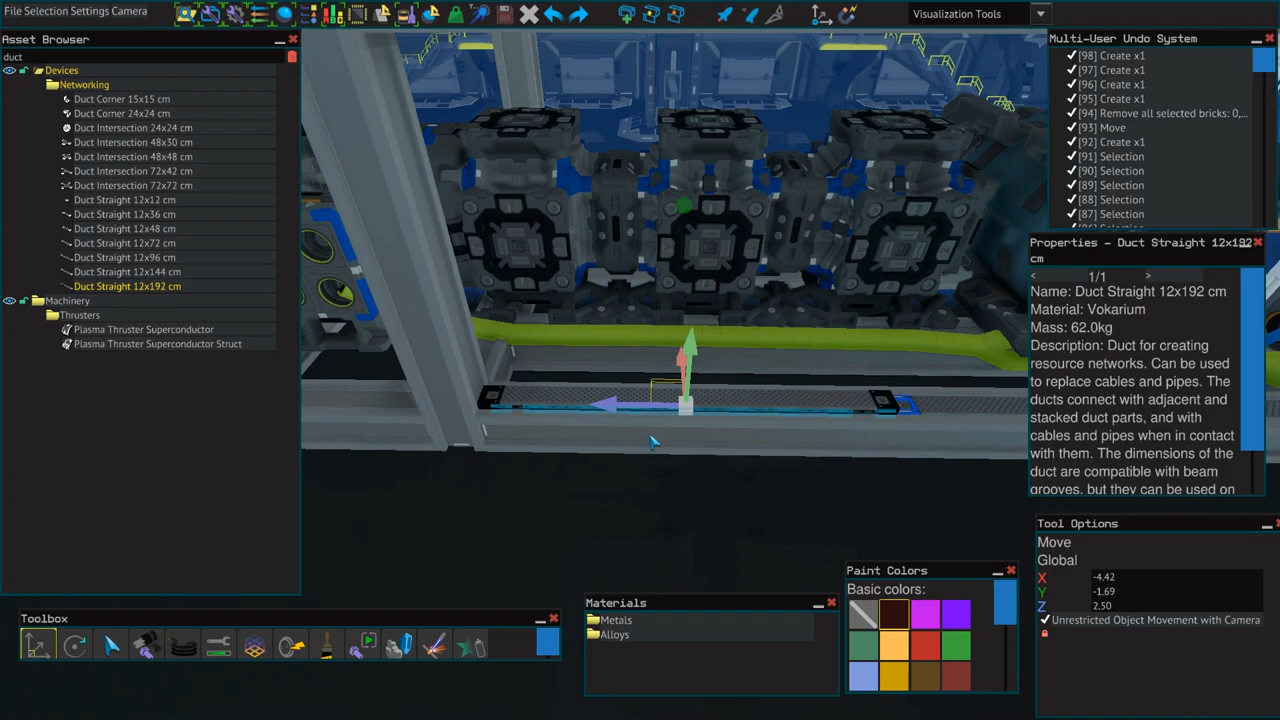 File Selection Settings Camera
Visualization Tools
Asset Browser
duct
Devices
Networking
Duct Corner 15x15 cm
Duct Corner 24x24 cm
Duct Intersection 24x24 cm
Duct Intersection 48x30 cm
Duct Intersection 48x48 cm
Duct Intersection 72x42 cm
Duct Intersection 72x72 cm
Duct Straight 12x12 cm
Duct Straight 12x36 cm
Duct Straight 12x48 cm
Duct Straight 12x72 cm
Duct Straight 12x96 cm
Duct Straight 12x144 cm
Duct Straight 12x192 cm
Machinery
Thrusters
Plasma Thruster Superconductor
Plasma Thruster Superconductor Struct
Multi-User Undo System
[98] Create x1
[97] Create x1
[96] Create x1
[95] Create x1
[94] Remove all selected bricks: 0,...
[93] Move
[92] Create x1
[91] Selection
[90] Selection
[89] Selection
[88] Selection
[87] Selection
[86] Selection
Properties - Duct Straight 12x192
cm
< 1/1 >
Name: Duct Straight 12x192 cm
Material: Vokarium
Mass: 62.0kg
Description: Duct for creating
resource networks. Can be used
to replace cables and pipes. The
ducts connect with adjacent and
stacked duct parts, and with
cables and pipes when in contact
with them. The dimensions of the
duct are compatible with beam
grooves, but they can be used on
Tool Options
Move
Global
X -4.42
Y -1.69
Z 2.50
Unrestricted Object Movement with Camera
Paint Colors
Basic colors:
Materials
Metals
Alloys
Toolbox